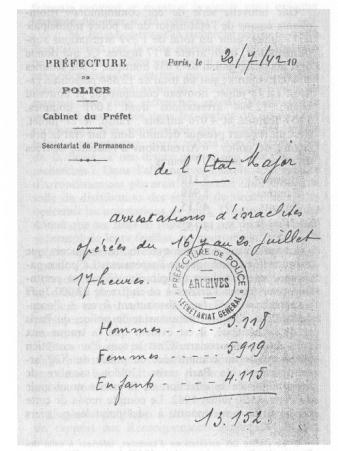 PRÉFECTURE
DE
POLICE
Cabinet du Préfet
Secrétariat de Permanence
Paris, le 20/7/42 19
de l'Etat Major
arrestations d'israelites
opérées du 16/7 au 20 juillet
17 heures.
PRÉFECTURE DE POLICE
ARCHIVES
SECRÉTARIAT GÉNÉRAL
Hommes - - - - - 3.118
Femmes - - - - 5919
Enfants - - - - 4.115
13.152.